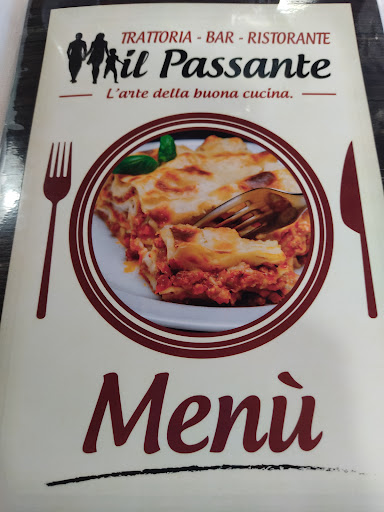 TRATTORIA - BAR - RISTORANTE
il Passante
L'arte della buona cucina.
Menù